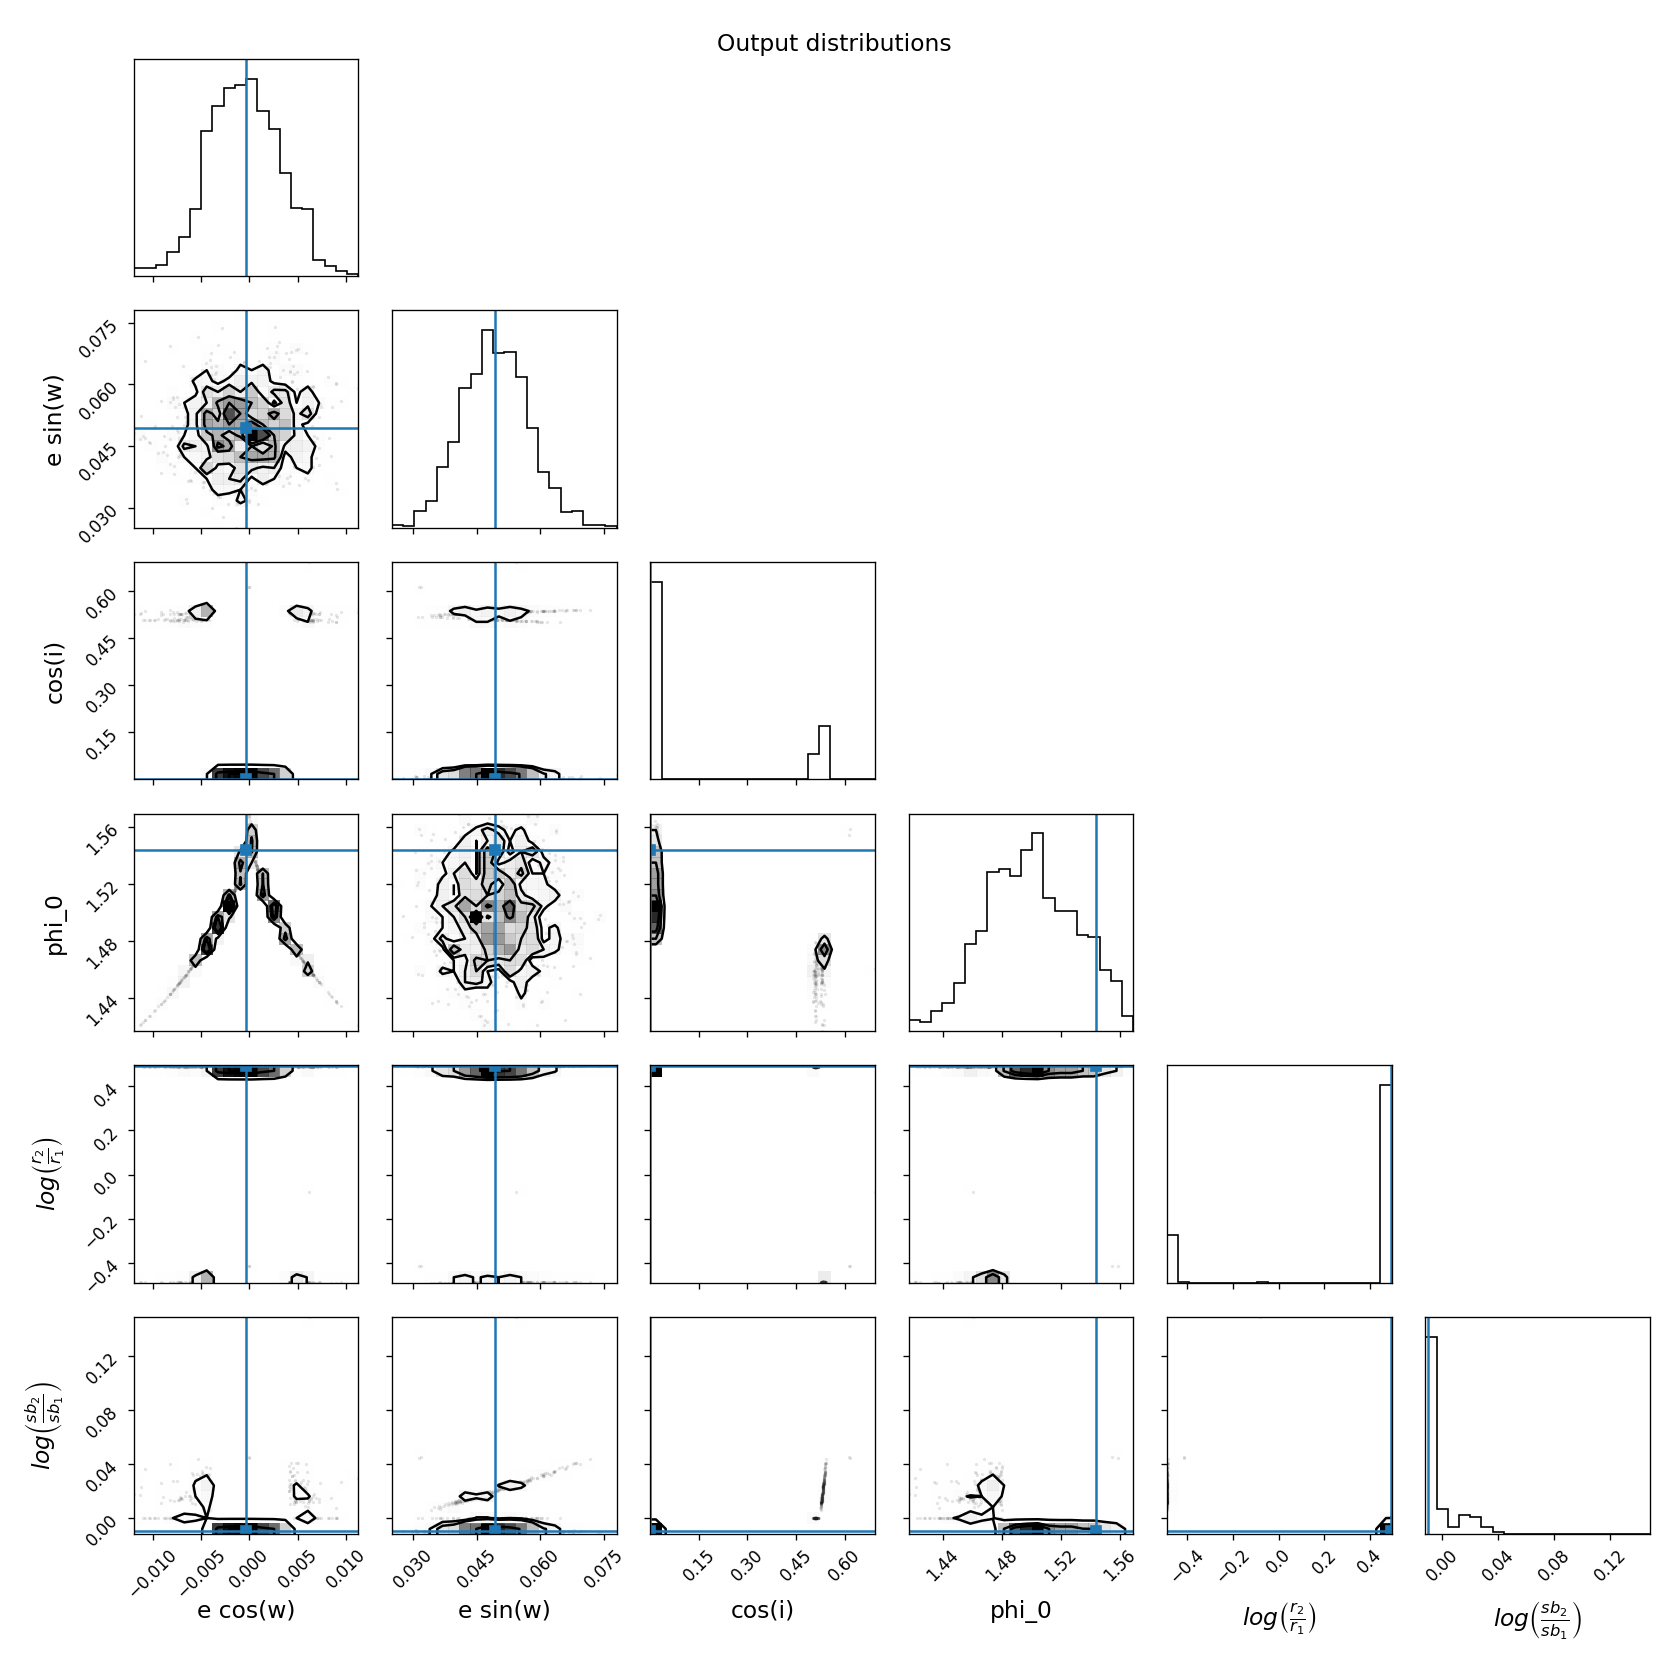 Output distributions
e sin(w)
0.075
0.060
0.045
0.030
cos(i)
0.60
0.45
0.30
0.15
phi_0
1.56
1.52
1.48
1.44
log(r₂/r₁)
0.4
0.2
0.0
−0.2
−0.4
log(sb₂/sb₁)
0.12
0.08
0.04
0.00
−0.010 −0.005 0.000 0.005 0.010
e cos(w)
0.030 0.045 0.060 0.075
e sin(w)
0.15 0.30 0.45 0.60
cos(i)
1.44 1.48 1.52 1.56
phi_0
−0.4 −0.2 0.0 0.2 0.4
log(r₂/r₁)
0.00 0.04 0.08 0.12
log(sb₂/sb₁)